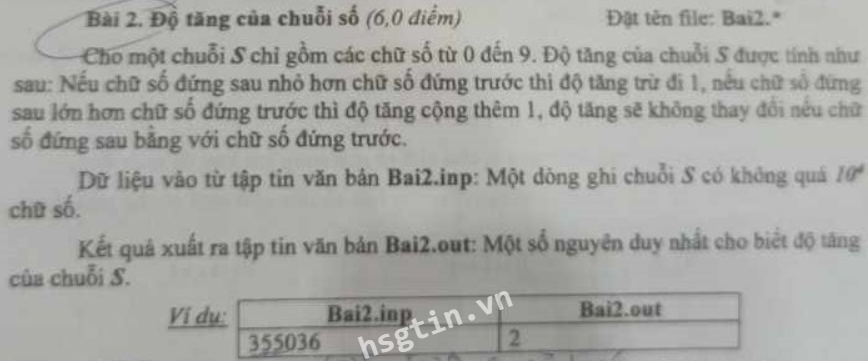 Bài 2. Độ tăng của chuỗi số (6,0 điểm) Đặt tên file: Bai2.*
Cho một chuỗi S chỉ gồm các chữ số từ 0 đến 9. Độ tăng của chuỗi S được tính như
sau: Nếu chữ số đứng sau nhỏ hơn chữ số đứng trước thì độ tăng trừ đi 1, nếu chữ số đứng
sau lớn hơn chữ số đứng trước thì độ tăng cộng thêm 1, độ tăng sẽ không thay đổi nếu chữ
số đứng sau bằng với chữ số đứng trước.
Dữ liệu vào từ tập tin văn bản Bai2.inp: Một dòng ghi chuỗi S có không quá
chữ số.
Kết quả xuất ra tập tin văn bản Bai2.out: Một số nguyên duy nhất cho biết độ tăng
của chuỗi S.
Ví dụ: Bai2.inp Bai2.out
355036 2
hsgtin.vn